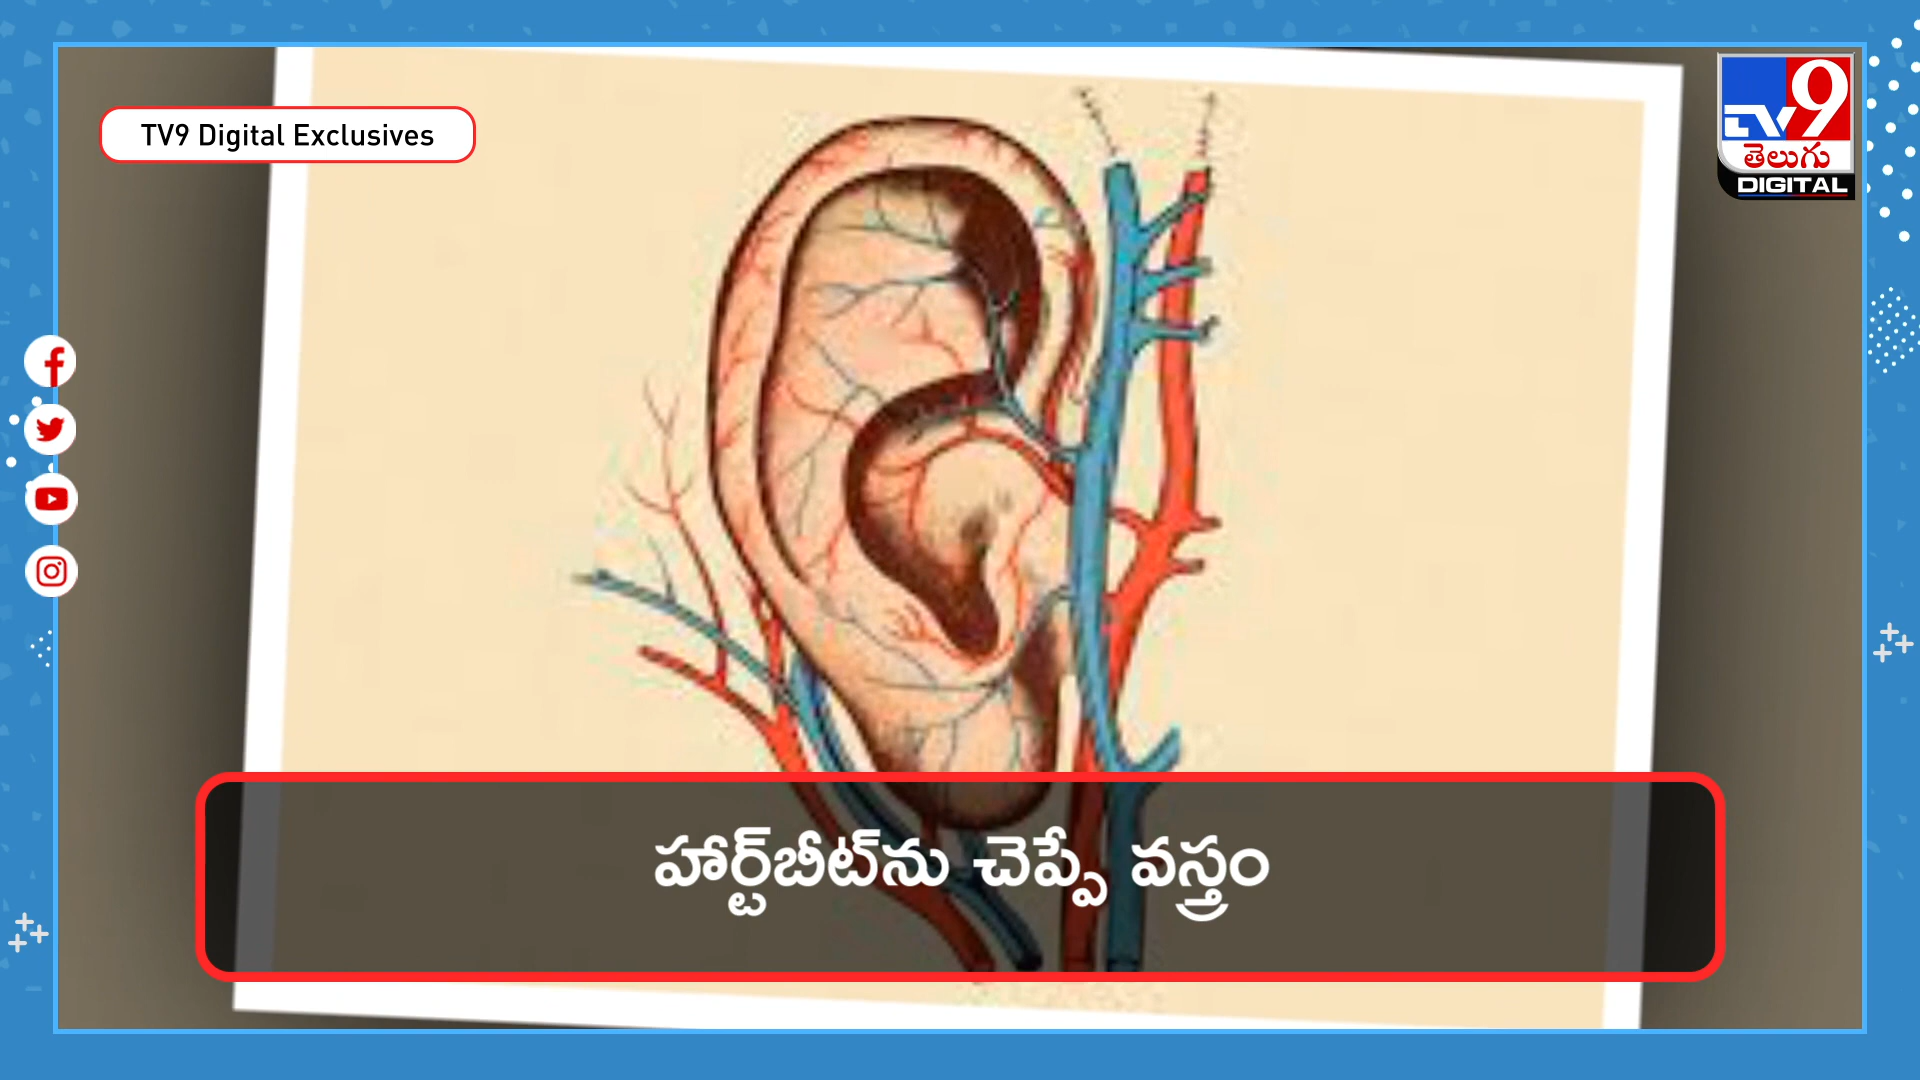 TV9 Digital Exclusives
TV9
తెలుగు
DIGITAL
హార్ట్‌బీట్‌ను చెప్పే వస్త్రం